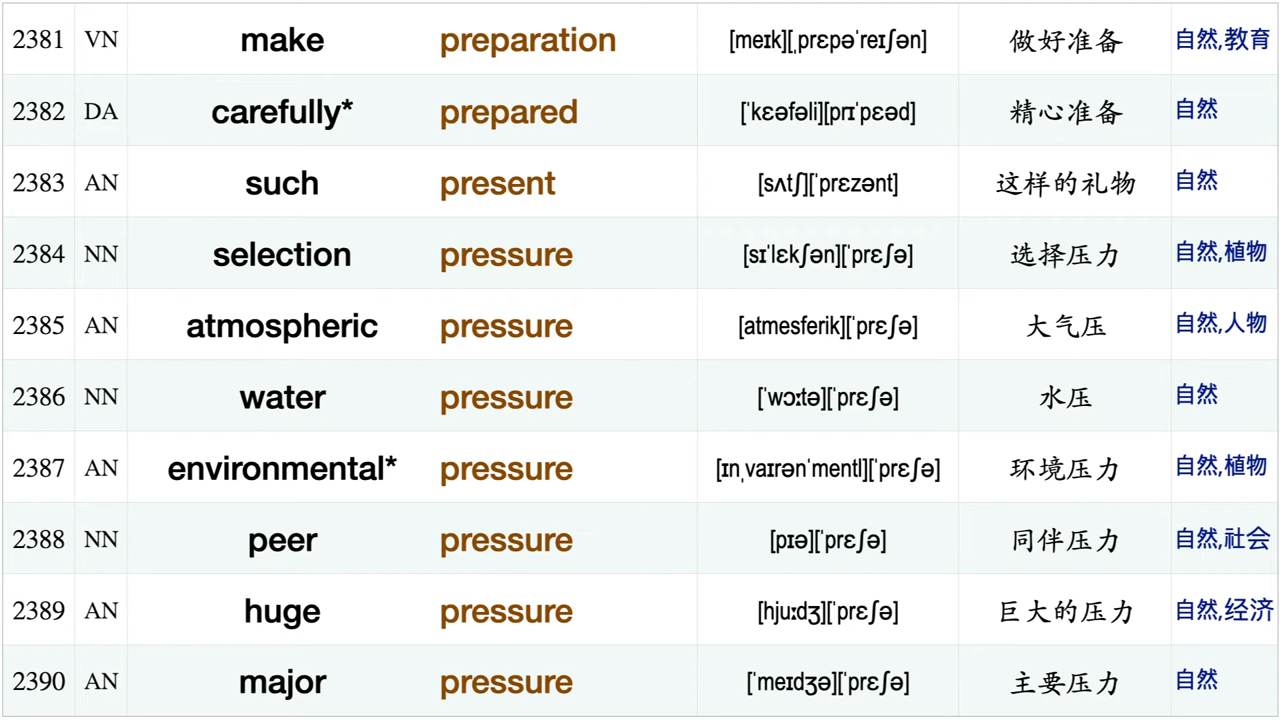 2381 VN make preparation [meɪk][ˌprɛpəˈreɪʃən] 做好准备 自然,教育
2382 DA carefully* prepared [ˈkɛəfəli][prɪˈpɛəd] 精心准备 自然
2383 AN such present [sʌtʃ][ˈprɛzənt] 这样的礼物 自然
2384 NN selection pressure [sɪˈlɛkʃən][ˈprɛʃə] 选择压力 自然,植物
2385 AN atmospheric pressure [atmesferik][ˈprɛʃə] 大气压 自然,人物
2386 NN water pressure [ˈwɔːtə][ˈprɛʃə] 水压 自然
2387 AN environmental* pressure [ɪnˌvaɪrənˈmentl][ˈprɛʃə] 环境压力 自然,植物
2388 NN peer pressure [pɪə][ˈprɛʃə] 同伴压力 自然,社会
2389 AN huge pressure [hjuːdʒ][ˈprɛʃə] 巨大的压力 自然,经济
2390 AN major pressure [ˈmeɪdʒə][ˈprɛʃə] 主要压力 自然